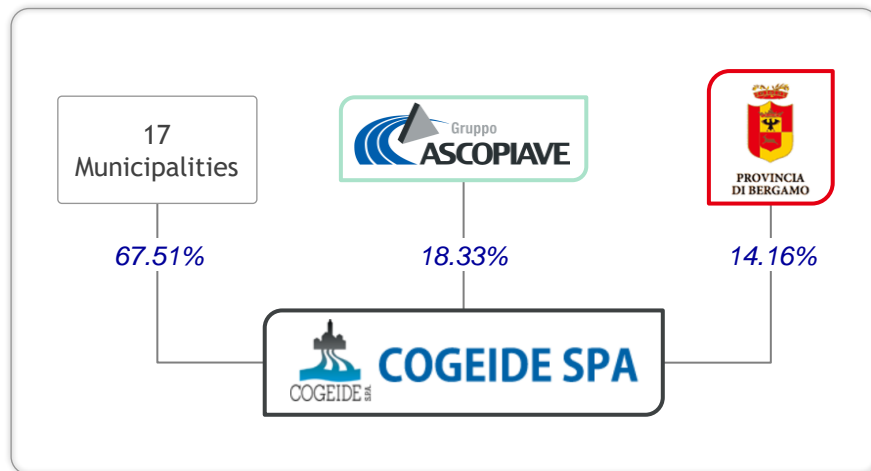 17
Municipalities
Gruppo
ASCOPIAVE
PROVINCIA
DI BERGAMO
67.51%
18.33%
14.16%
COGEIDE SPA
COGEIDE S.P.A.